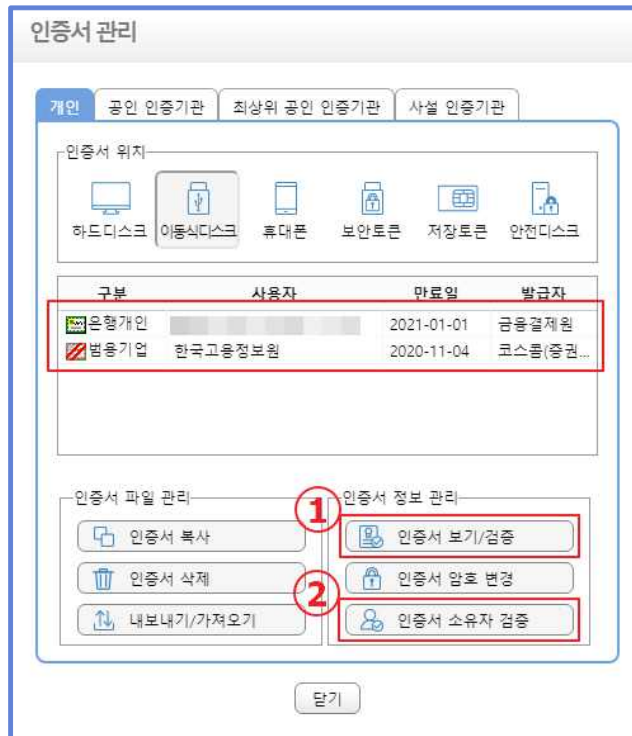 인증서 관리
개인 공인 인증기관 최상위 공인 인증기관 사설 인증기관
인증서 위치
하드디스크 이동식디스크 휴대폰 보안토큰 저장토큰 안전디스크
구분 사용자 만료일 발급자
은행개인 2021-01-01 금융결제원
범용기업 한국고용정보원 2020-11-04 코스콤(증권...
인증서 파일 관리 인증서 정보 관리
①
인증서 복사 인증서 보기/검증
인증서 삭제 인증서 암호 변경
②
내보내기/가져오기 인증서 소유자 검증
닫기